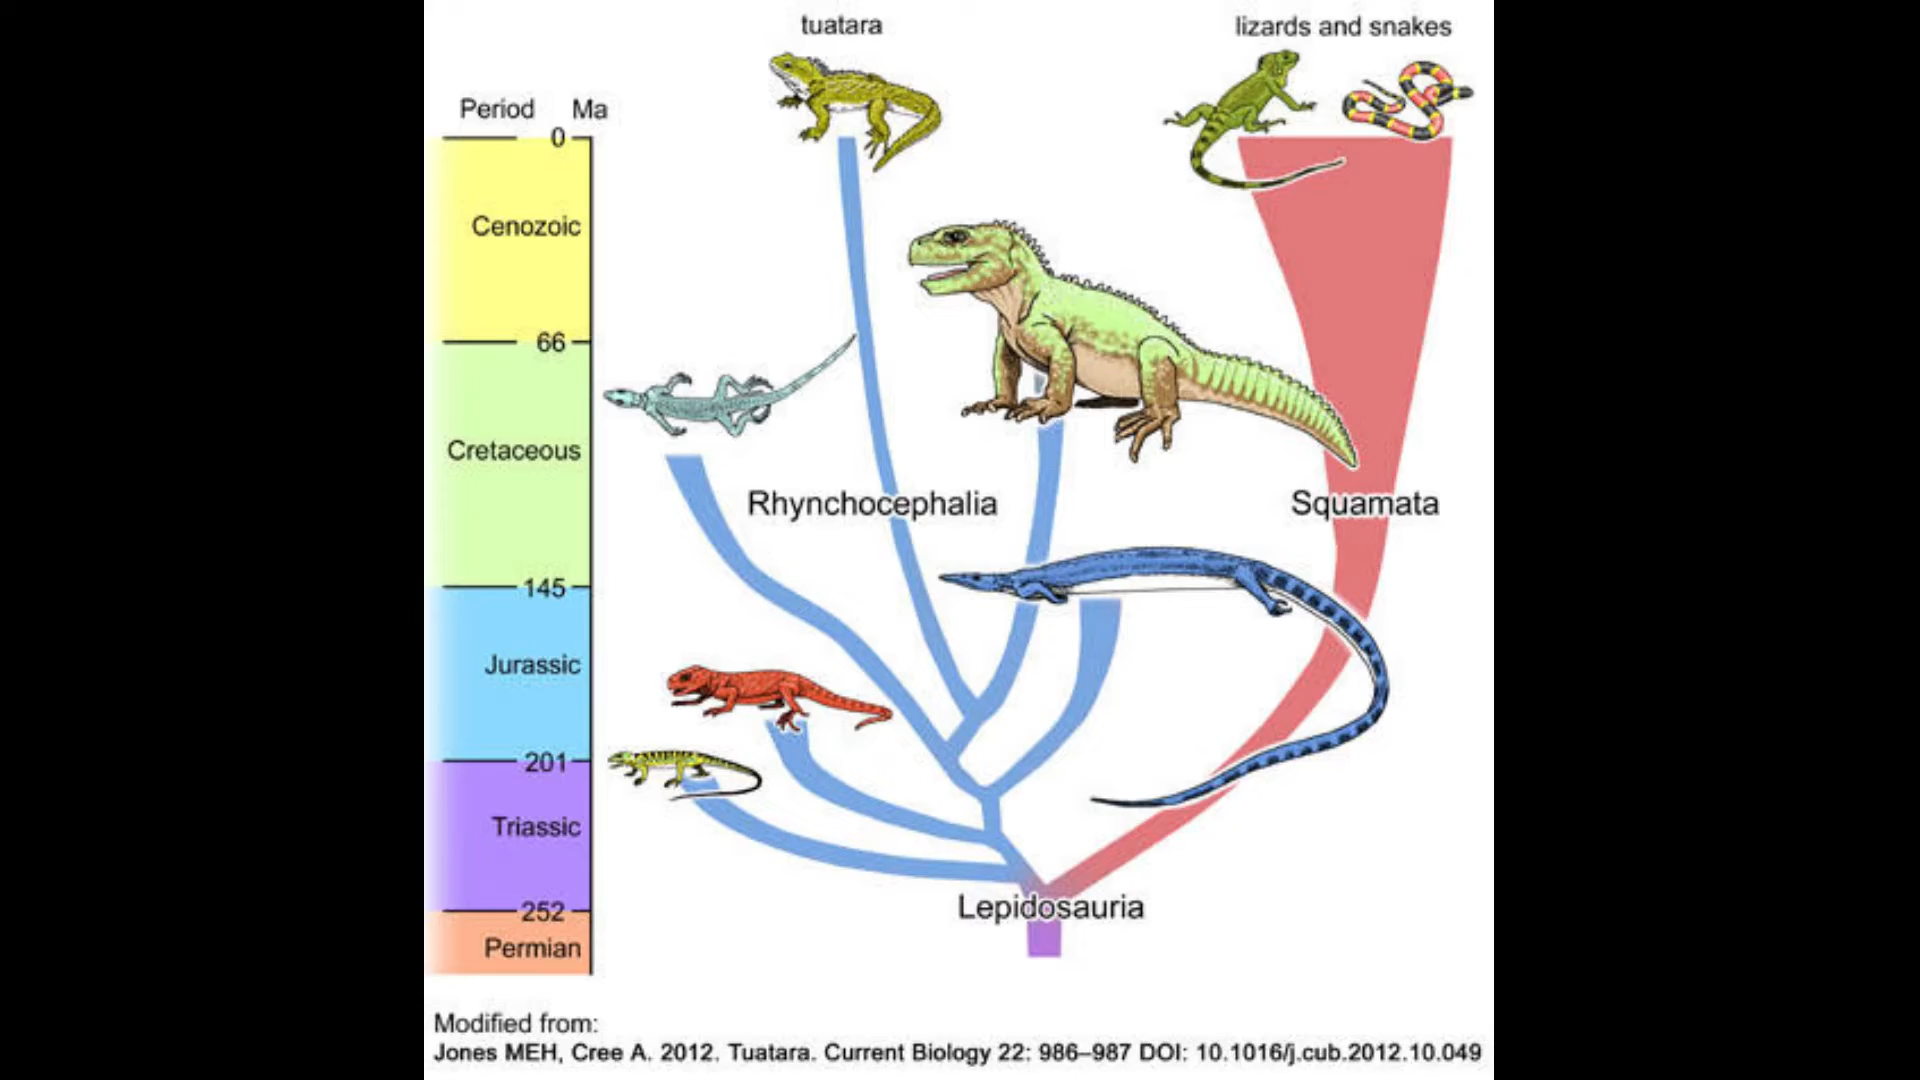 tuatara
lizards and snakes
Period Ma
0
Cenozoic
66
Cretaceous
Rhynchocephalia
Squamata
145
Jurassic
201
Triassic
Lepidosauria
252
Permian
Modified from:
Jones MEH, Cree A. 2012. Tuatara. Current Biology 22: 986–987 DOI: 10.1016/j.cub.2012.10.049